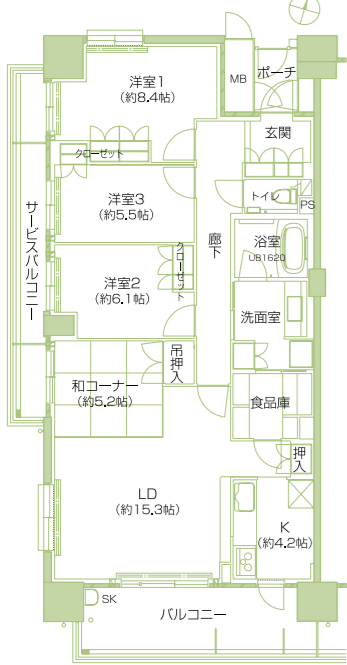 MB
ポーチ
洋室1
(約8.4帖)
玄関
クローゼット
トイレ
PS
洋室3
(約5.5帖)
サービスバルコニー
廊下
浴室
UB1620
洋室2
(約6.1帖)
クローゼット
洗面室
吊押入
和コーナー
(約5.2帖)
食品庫
押入
LD
(約15.3帖)
K
(約4.2帖)
SK
バルコニー